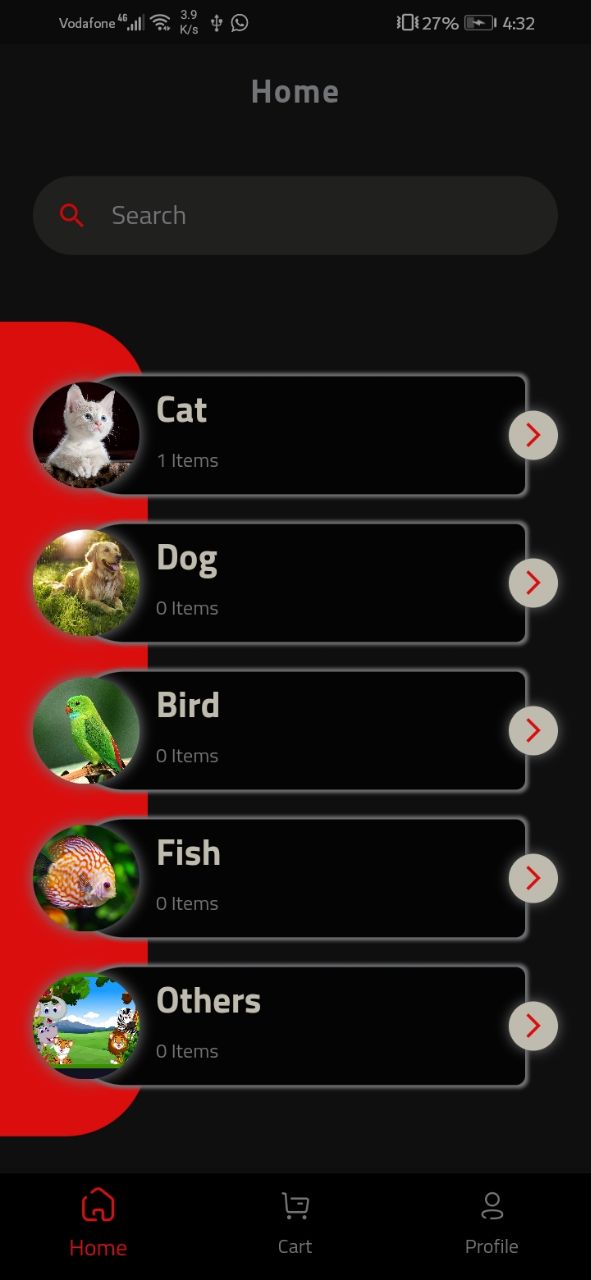 Vodafone 4G 3.9 K/s 27% 4:32
Home
Search
Cat
1 Items
Dog
0 Items
Bird
0 Items
Fish
0 Items
Others
0 Items
Home Cart Profile